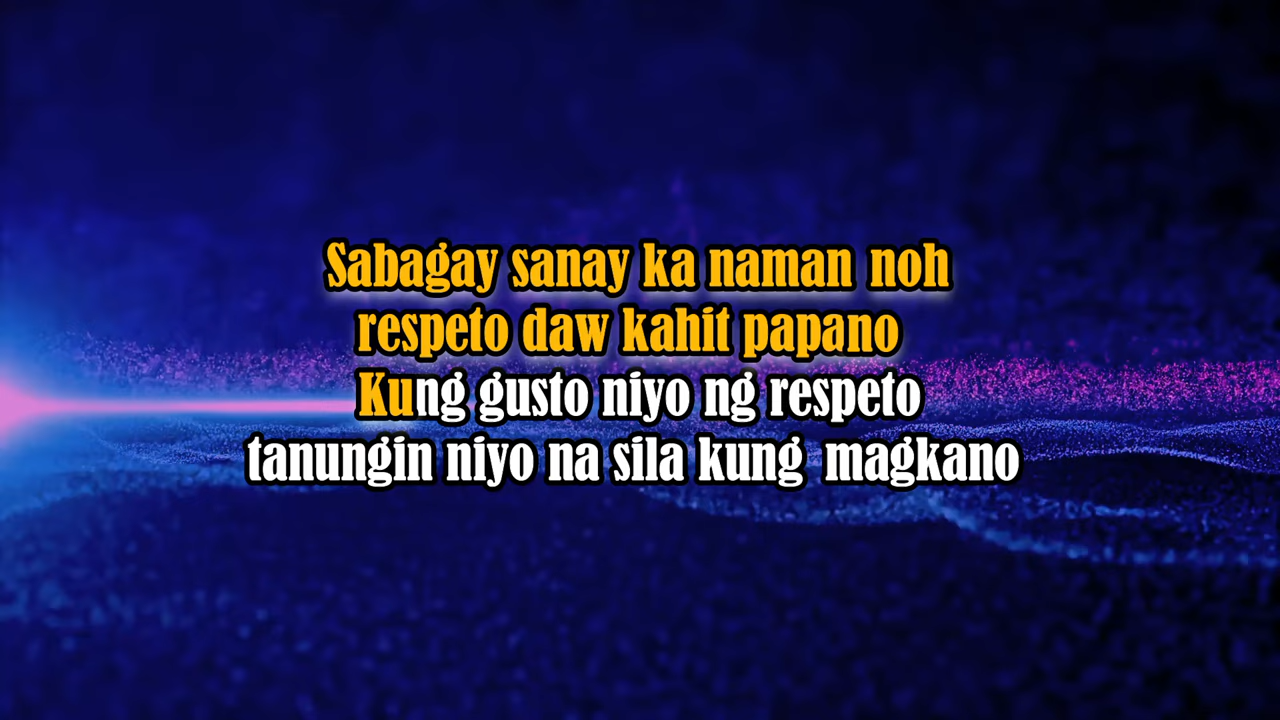 Sabagay sanay ka naman noh
respeto daw kahit papano
Kung gusto niyo ng respeto
tanungin niyo na sila kung magkano